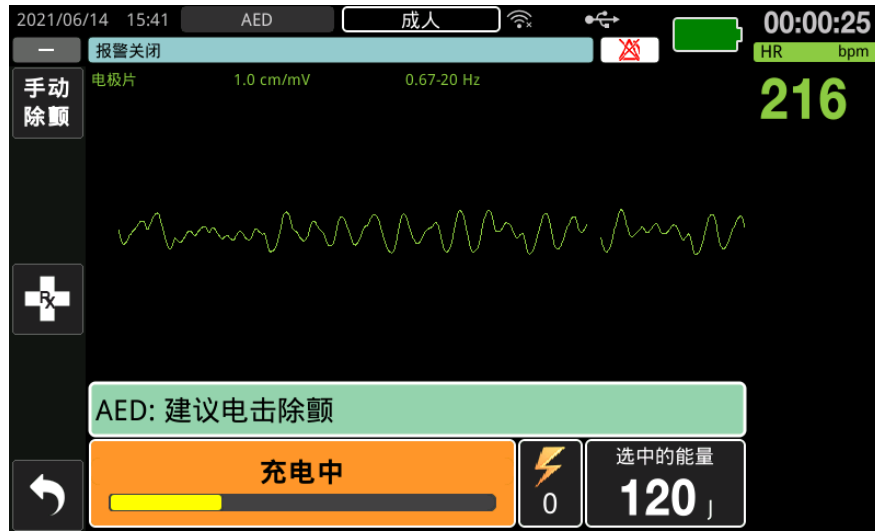 2021/06/14 15:41 AED 成人 00:00:25
报警关闭 HR bpm
手动
除颤
电极片 1.0 cm/mV 0.67-20 Hz
216
Rx
AED: 建议电击除颤
充电中
0
选中的能量
120 J